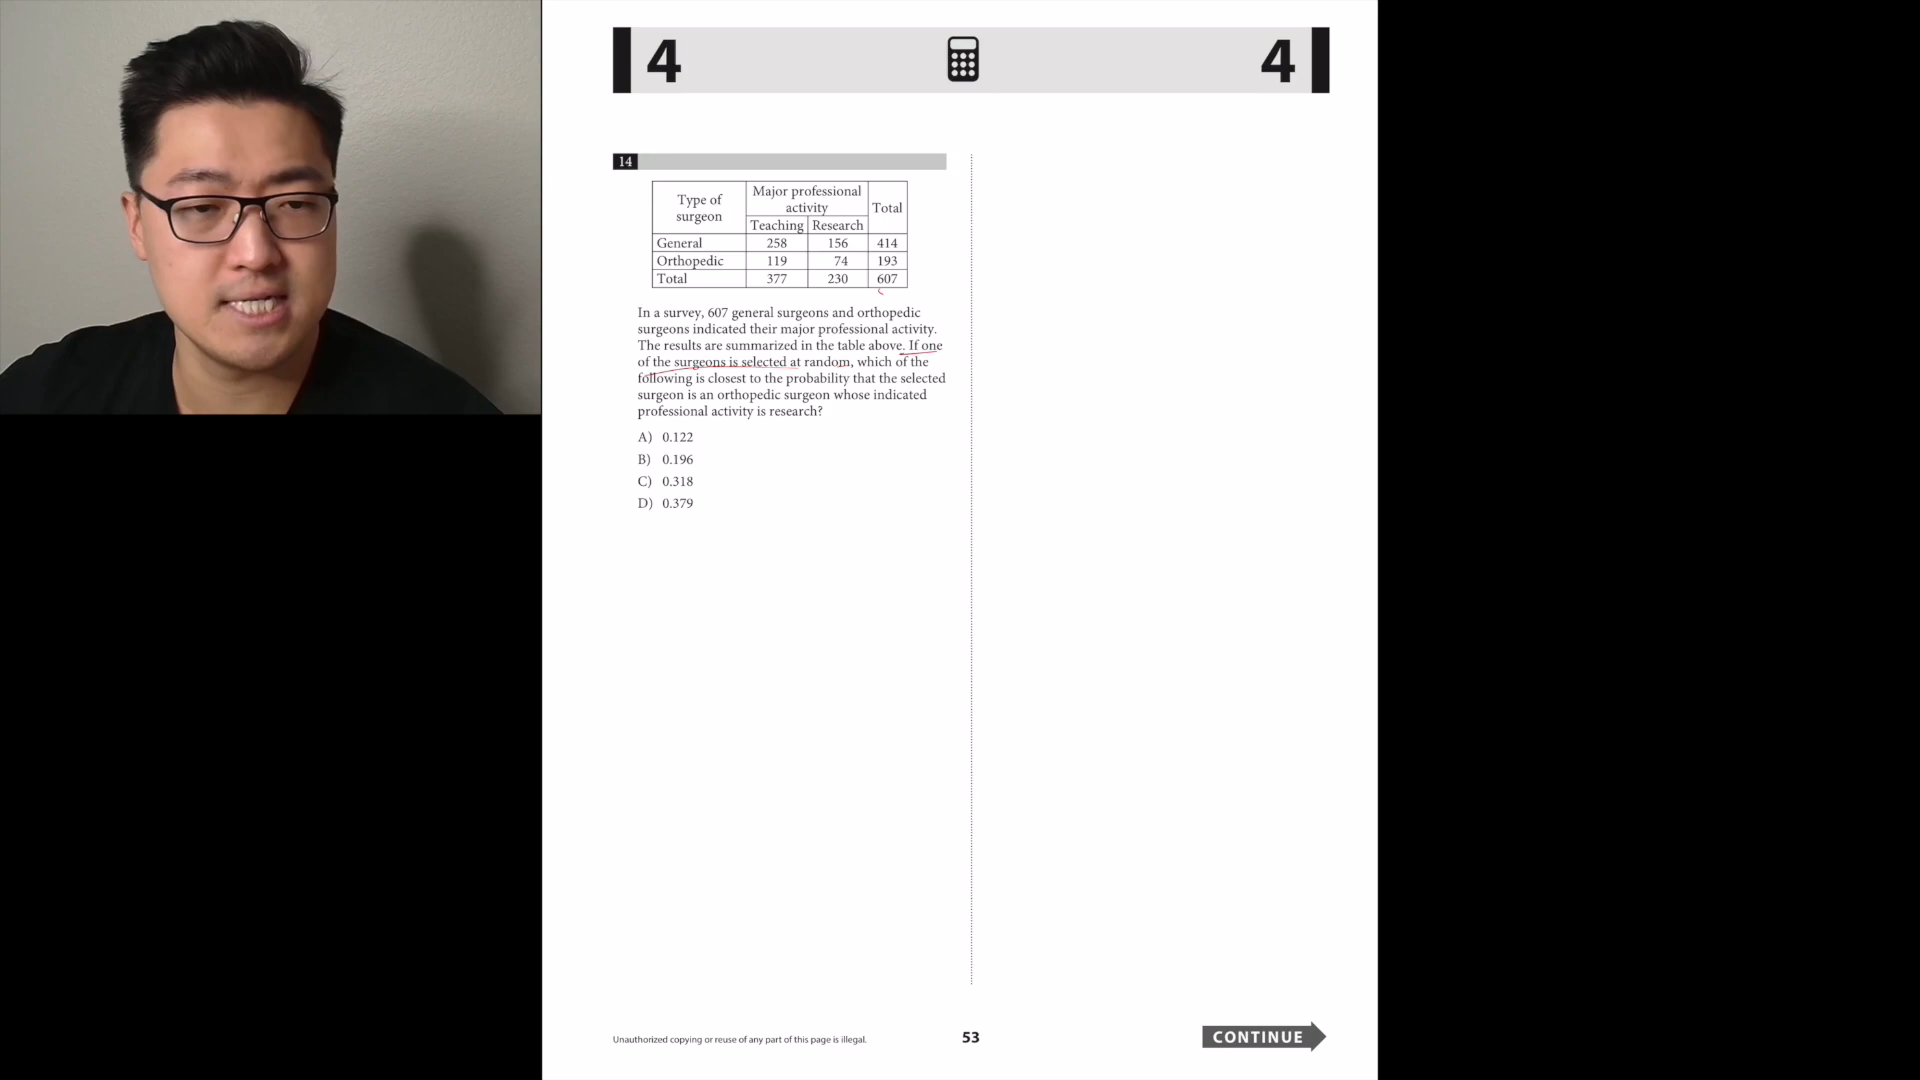 4 4
14
Type of surgeon Major professional activity Total
Teaching Research
General 258 156 414
Orthopedic 119 74 193
Total 377 230 607
In a survey, 607 general surgeons and orthopedic
surgeons indicated their major professional activity.
The results are summarized in the table above. If one
of the surgeons is selected at random, which of the
following is closest to the probability that the selected
surgeon is an orthopedic surgeon whose indicated
professional activity is research?
A) 0.122
B) 0.196
C) 0.318
D) 0.379
Unauthorized copying or reuse of any part of this page is illegal. 53 CONTINUE